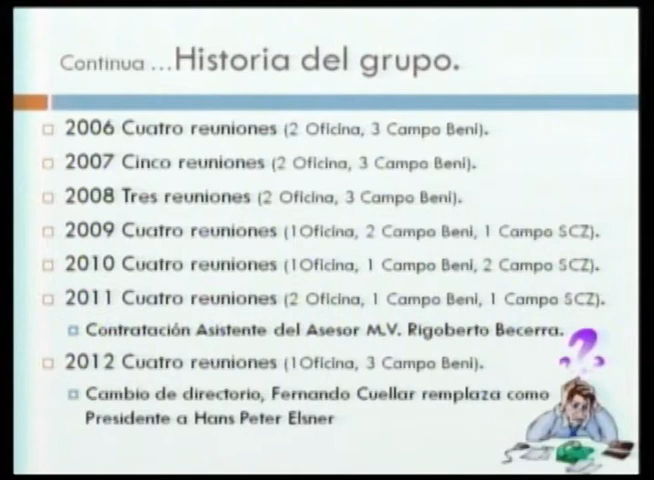 Continua ...Historia del grupo.
2006 Cuatro reuniones (2 Oficina, 3 Campo Beni).
2007 Cinco reuniones (2 Oficina, 3 Campo Beni).
2008 Tres reuniones (2 Oficina, 3 Campo Beni).
2009 Cuatro reuniones (1Oficina, 2 Campo Beni, 1 Campo SCZ).
2010 Cuatro reuniones (1Oficina, 1 Campo Beni, 2 Campo SCZ).
2011 Cuatro reuniones (2 Oficina, 1 Campo Beni, 1 Campo SCZ).
Contratación Asistente del Asesor M.V. Rigoberto Becerra.
2012 Cuatro reuniones (1Oficina, 3 Campo Beni).
Cambio de directorio, Fernando Cuellar remplaza como
Presidente a Hans Peter Elsner